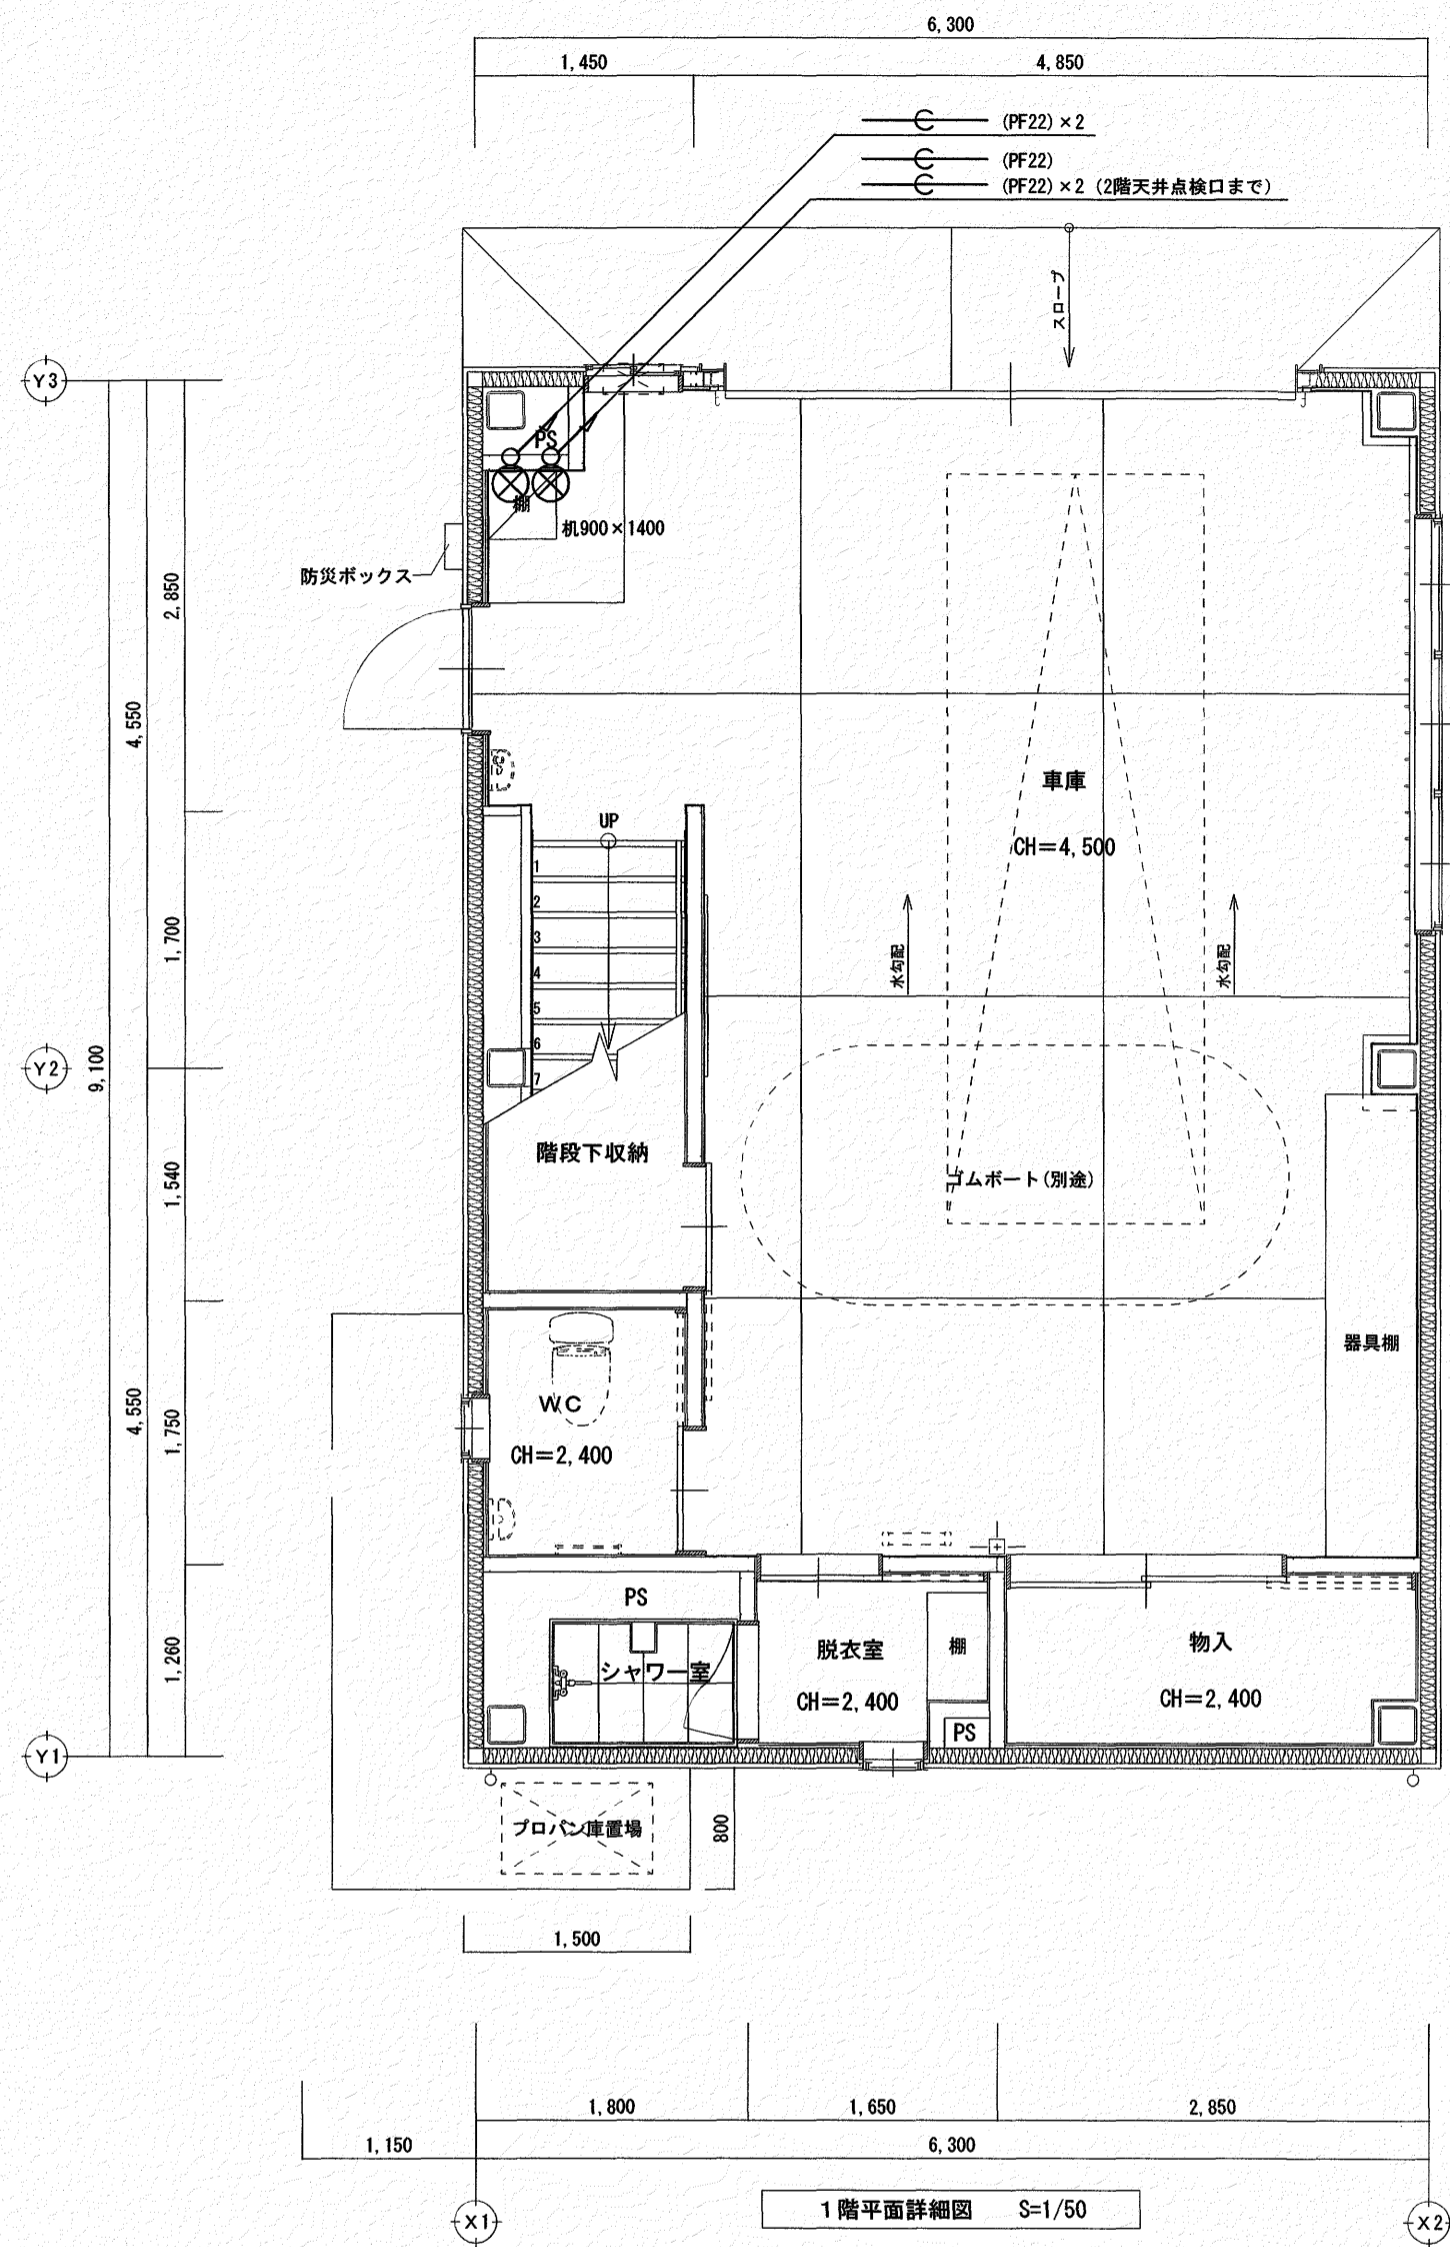 6,300
1,450
4,850
(PF22)×2
(PF22)
(PF22)×2 (2階天井点検口まで)
スロープ
Y3
PS
棚
机900×1400
防災ボックス
2,850
4,550
車庫
UP
CH=4,500
1
2
3
4
5
6
7
1,700
水勾配
水勾配
Y2
9,100
階段下収納
1,540
ゴムボート(別途)
器具棚
WC
4,550
1,750
CH=2,400
PS
脱衣室
棚
物入
シャワー室
1,260
CH=2,400
CH=2,400
PS
Y1
プロパン庫置場
800
1,500
1,800
1,650
2,850
1,150
6,300
1階平面詳細図 S=1/50
X1
X2